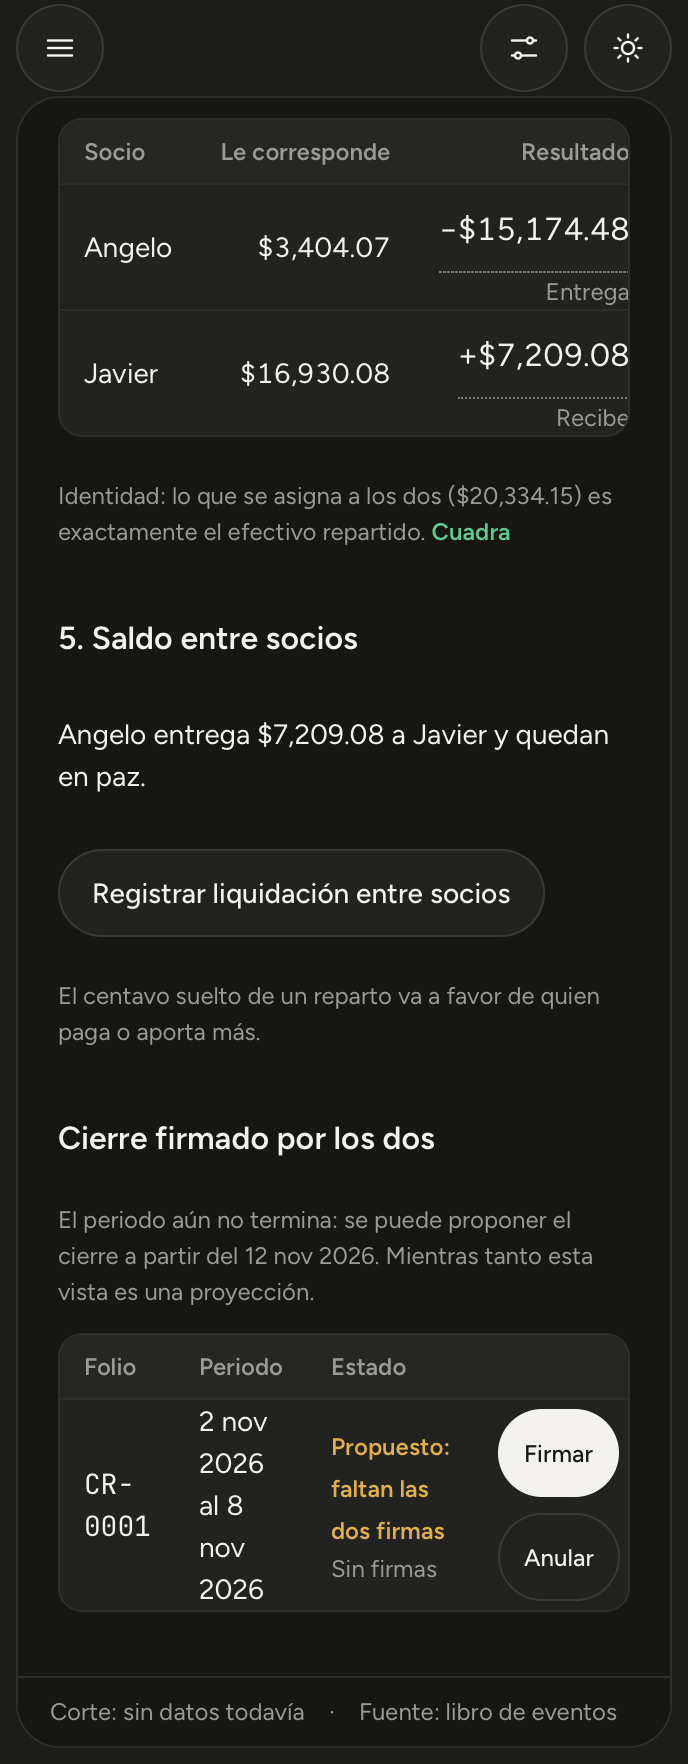 Socio Le corresponde Resultado
Angelo $3,404.07 −$15,174.48
Entrega
Javier $16,930.08 +$7,209.08
Recibe
Identidad: lo que se asigna a los dos ($20,334.15) es
exactamente el efectivo repartido. Cuadra
5. Saldo entre socios
Angelo entrega $7,209.08 a Javier y quedan
en paz.
Registrar liquidación entre socios
El centavo suelto de un reparto va a favor de quien
paga o aporta más.
Cierre firmado por los dos
El periodo aún no termina: se puede proponer el
cierre a partir del 12 nov 2026. Mientras tanto esta
vista es una proyección.
Folio Periodo Estado
CR-
0001
2 nov
2026
al 8
nov
2026
Propuesto:
faltan las
dos firmas
Sin firmas
Firmar
Anular
Corte: sin datos todavía · Fuente: libro de eventos